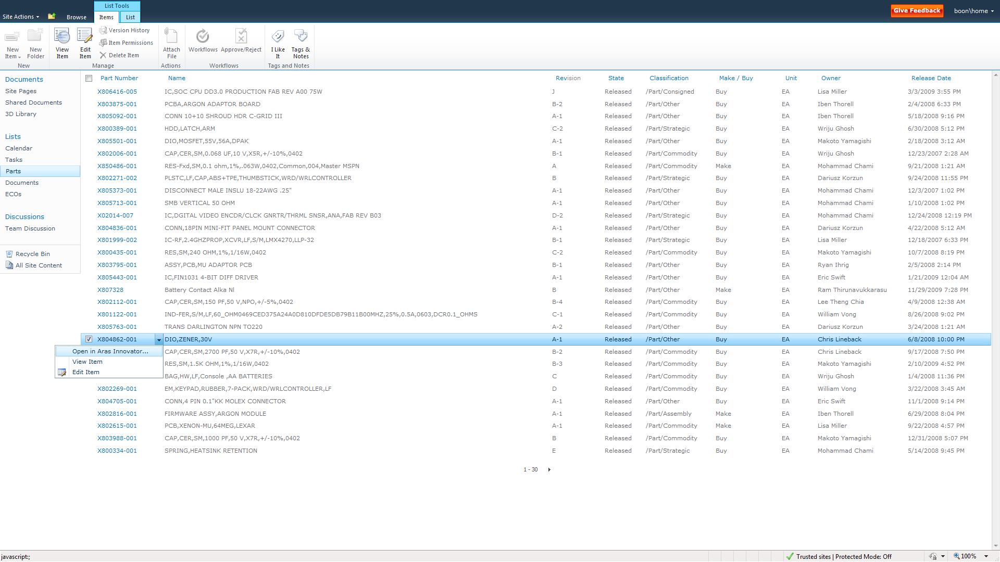 List Tools
Site Actions
Browse
Items
List
Give Feedback
boon\home
New Item
New Folder
View Item
Edit Item
Version History
Item Permissions
Delete Item
Attach File
Workflows
Approve/Reject
I Like It
Tags & Notes
New
Manage
Actions
Workflows
Tags and Notes
Documents
Site Pages
Shared Documents
3D Library
Lists
Calendar
Tasks
Parts
Documents
ECOs
Discussions
Team Discussion
Recycle Bin
All Site Content
Part Number Name Revision State Classification Make / Buy Unit Owner Release Date
X806416-005 IC,SOC CPU DD3.0 PRODUCTION FAB REV A00 75W J Released /Part/Consigned Buy EA Lisa Miller 3/3/2009 3:55 PM
X803875-001 PCBA,ARGON ADAPTOR BOARD B-2 Released /Part/Other Buy EA Iben Thorell 2/4/2008 6:33 PM
X805092-001 CONN 10+10 SHROUD HDR C-GRID III A-1 Released /Part/Other Buy EA Iben Thorell 5/18/2008 9:16 PM
X800389-001 HDD,LATCH,ARM C-2 Released /Part/Strategic Buy EA Wriju Ghosh 6/30/2008 5:12 PM
X805501-001 DIO,MOSFET,55V,56A,DPAK A-1 Released /Part/Other Buy EA Makoto Yamagishi 2/18/2008 3:12 AM
X802006-001 CAP,CER,SM,0.068 UF,10 V,X5R,+/-10%,0402 B-1 Released /Part/Commodity Buy EA Wriju Ghosh 12/23/2007 2:28 AM
X850486-001 RES-Fxd,SM,0.1 ohm,1%,.063W,0402,Common,004,Master MSPN A Released /Part/Commodity Make EA Mohammad Chami 9/21/2008 1:21 AM
X802271-002 PLSTC,LF,CAP,ABS+TPE,THUMBSTICK,WRD/WRLCONTROLLER B Released /Part/Strategic Buy EA Dariusz Korzun 9/24/2008 11:55 PM
X805373-001 DISCONNECT MALE INSLU 18-22AWG .25" A-1 Released /Part/Other Buy EA Mohammad Chami 12/3/2007 1:02 PM
X805713-001 SMB VERTICAL 50 OHM A-1 Released /Part/Other Buy EA Mohammad Chami 1/10/2008 1:02 PM
X02014-007 IC,DGITAL VIDEO ENCDR/CLCK GNRTR/THRML SNSR,ANA,FAB REV B03 D-2 Released /Part/Strategic Buy EA Mohammad Chami 12/24/2008 12:19 PM
X804836-001 CONN,18PIN MINI-FIT PANEL MOUNT CONNECTOR A-1 Released /Part/Other Buy EA Dariusz Korzun 4/22/2008 5:12 AM
X801999-002 IC-RF,2.4GHZPROP,XCVR,LF,S/M,LMX4270,LLP-32 B-1 Released /Part/Strategic Buy EA Lisa Miller 12/18/2007 6:33 PM
X800435-001 RES,SM,240 OHM,1%,1/16W,0402 C-2 Released /Part/Commodity Buy EA Makoto Yamagishi 10/7/2008 8:19 PM
X803795-001 ASSY,PCB,MU ADAPTOR PCB B-1 Released /Part/Other Buy EA Ryan Ihrig 2/5/2008 2:14 PM
X805443-001 IC,FIN1031 4-BIT DIFF DRIVER A-1 Released /Part/Other Buy EA Eric Swift 1/21/2009 12:04 AM
X807328 Battery Contact Alka Nl B Released /Part/Other Make EA Ram Thirunavukkarasu 11/29/2009 7:28 PM
X802112-001 CAP,CER,SM,150 PF,50 V,NPO,+/-5%,0402 B-4 Released /Part/Commodity Buy EA Lee Theng Chia 4/9/2008 12:38 AM
X801122-001 IND-FER,S/M,LF,60_OHM0469CED375A24A0D810DFDE5DB79B11B00MHZ,25%,0.5A,0603,DCR0.1_OHMS C-1 Released /Part/Commodity Buy EA William Vong 8/26/2008 9:02 PM
X805763-001 TRANS DARLINGTON NPN TO220 A-2 Released /Part/Other Buy EA Dariusz Korzun 3/24/2008 1:21 AM
X804862-001 DIO,ZENER,30V A-1 Released /Part/Other Buy EA Chris Lineback 6/8/2008 10:00 PM
Open in Aras Innovator... CAP,CER,SM,2700 PF,50 V,X7R,+/-10%,0402 B-2 Released /Part/Commodity Buy EA Chris Lineback 9/17/2008 7:50 PM
View Item RES,SM,1.5K OHM,1%,1/16W,0402 B-3 Released /Part/Commodity Buy EA Makoto Yamagishi 2/10/2009 4:52 PM
Edit Item BAG,HW,LF,Console ,AA BATTERIES C Released /Part/Commodity Buy EA Wriju Ghosh 1/4/2008 11:36 PM
X802269-001 EM,KEYPAD,RUBBER,7-PACK,WRD/WRLCONTROLLER,LF D Released /Part/Commodity Buy EA William Vong 3/22/2008 3:45 AM
X804705-001 CONN,4 PIN 0.1"KK MOLEX CONNECTOR A-1 Released /Part/Other Buy EA Eric Swift 11/1/2008 9:14 PM
X802816-001 FIRMWARE ASSY,ARGON MODULE A-1 Released /Part/Assembly Make EA Iben Thorell 6/29/2008 8:04 PM
X802615-001 PCB,XENON-MU,64MEG,LEXAR A-1 Released /Part/Commodity Make EA Lisa Miller 9/22/2008 4:57 PM
X803988-001 CAP,CER,SM,1000 PF,50 V,X7R,+/-10%,0402 B Released /Part/Commodity Buy EA Makoto Yamagishi 12/31/2008 5:07 PM
X800334-001 SPRING,HEATSINK RETENTION E Released /Part/Strategic Buy EA Mohammad Chami 5/14/2008 9:45 PM
1 - 30
javascript:;
Trusted sites | Protected Mode: Off
100%